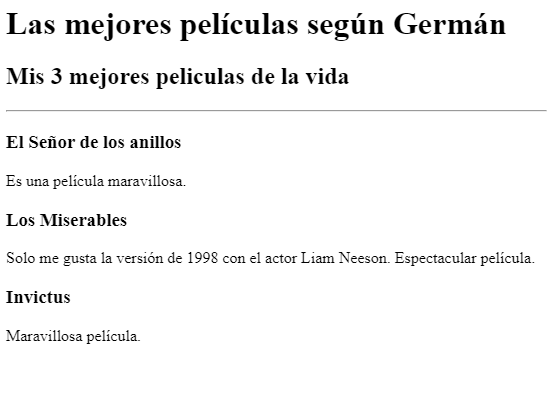 Las mejores películas según Germán
Mis 3 mejores peliculas de la vida
El Señor de los anillos
Es una película maravillosa.
Los Miserables
Solo me gusta la versión de 1998 con el actor Liam Neeson. Espectacular película.
Invictus
Maravillosa película.